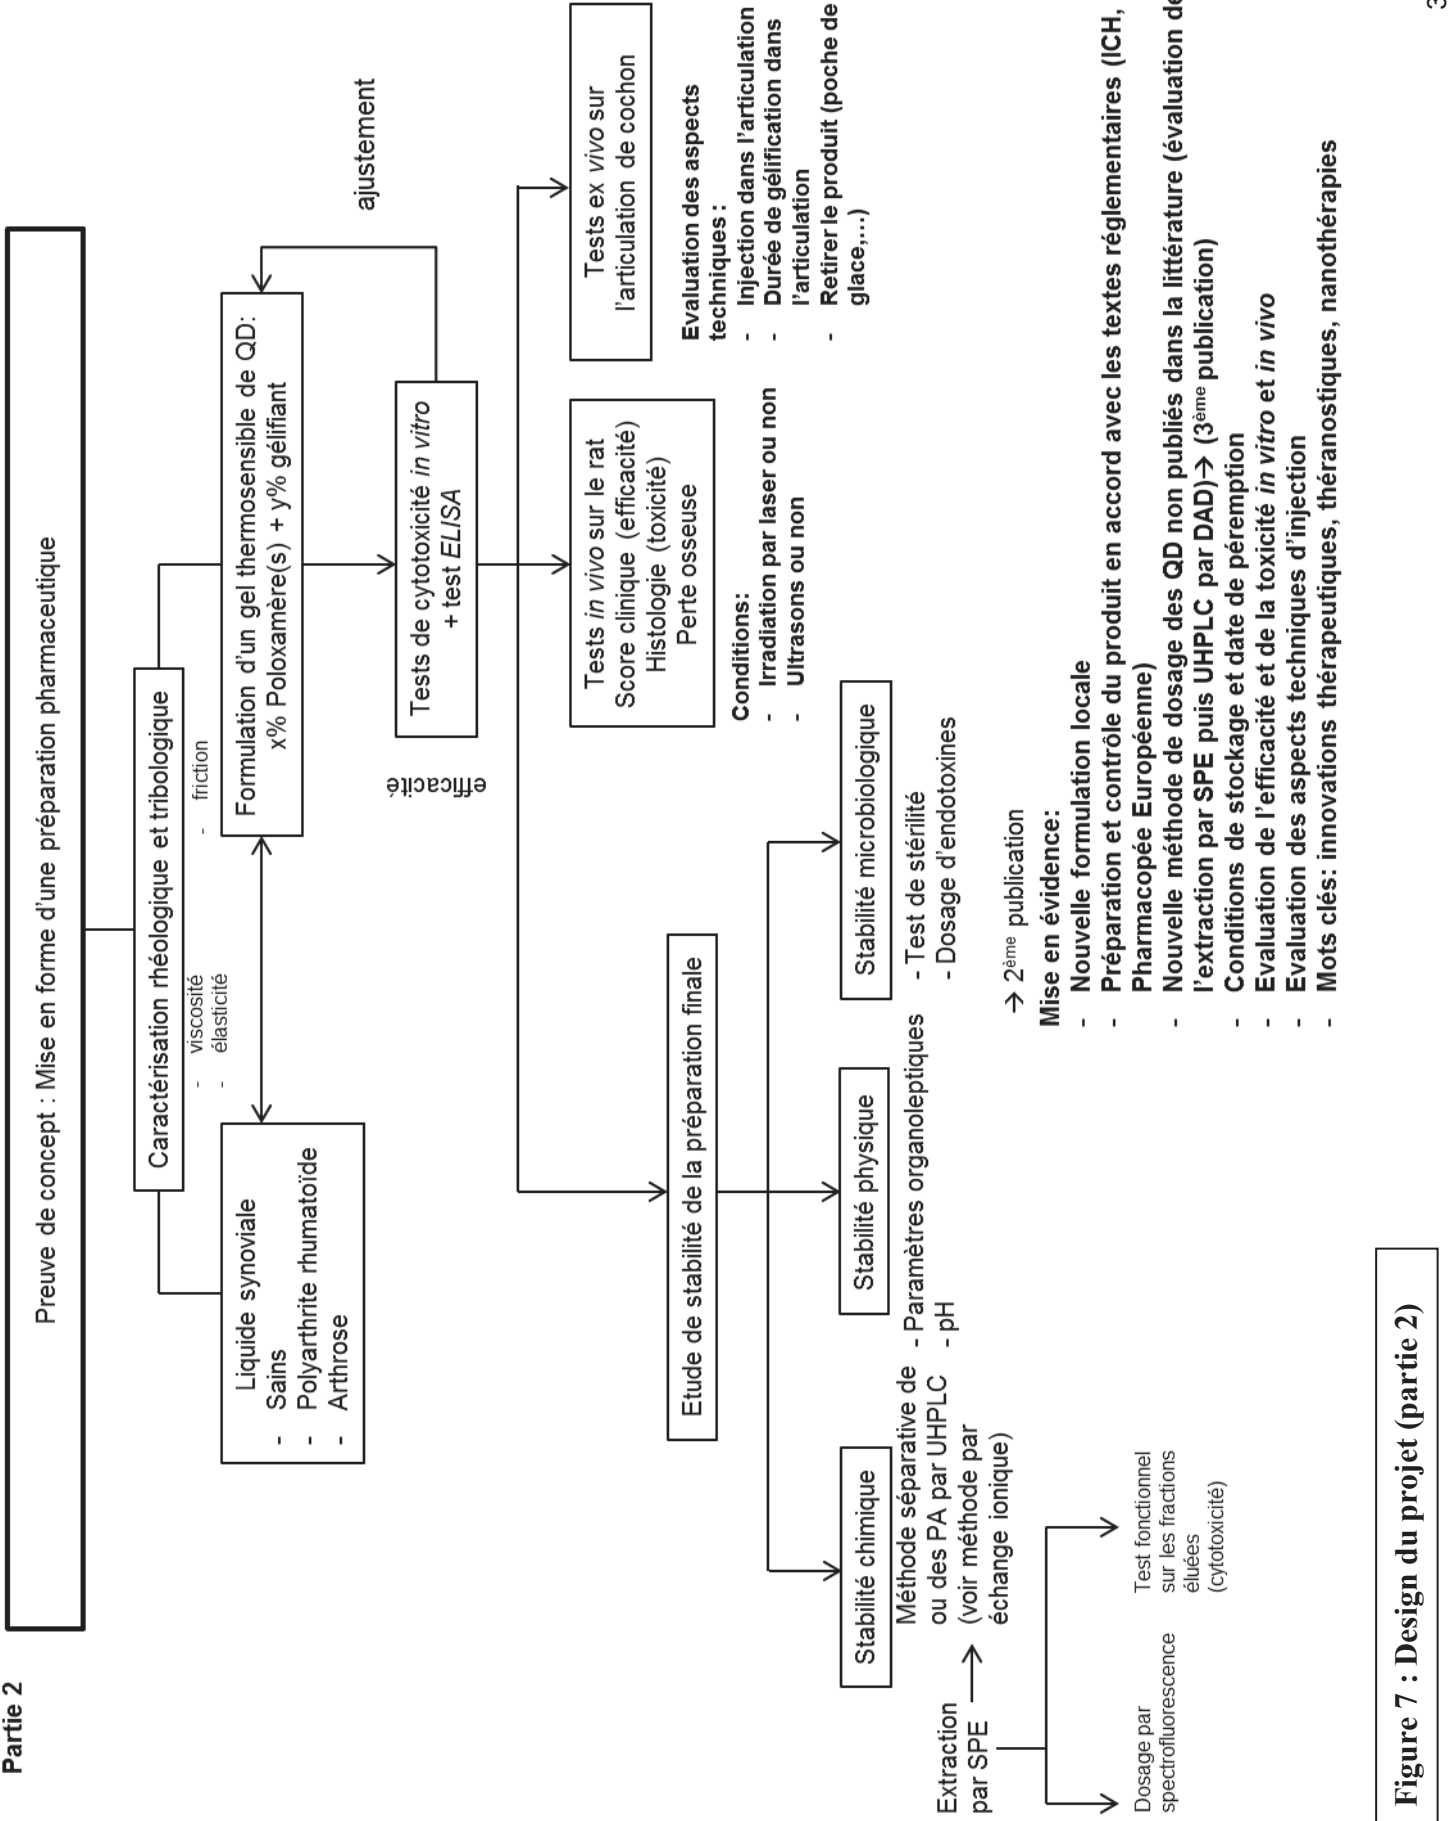 Partie 2
Preuve de concept : Mise en forme d'une préparation pharmaceutique
Caractérisation rhéologique et tribologique
- viscosité
- élasticité
- friction
Liquide synoviale
- Sains
- Polyarthrite rhumatoïde
- Arthrose
Formulation d'un gel thermosensible de QD:
x% Poloxamère(s) + y% gélifiant
ajustement
Tests de cytotoxicité in vitro
+ test ELISA
efficacité
Etude de stabilité de la préparation finale
Tests in vivo sur le rat
Score clinique (efficacité)
Histologie (toxicité)
Perte osseuse
Conditions:
- Irradiation par laser ou non
- Ultrasons ou non
Tests ex vivo sur
l'articulation de cochon
Evaluation des aspects
techniques :
- Injection dans l'articulation
- Durée de gélification dans
l'articulation
- Retirer le produit (poche de
glace,...)
Stabilité chimique
Méthode séparative de
ou des PA par UHPLC
(voir méthode par
échange ionique)
Stabilité physique
- Paramètres organoleptiques
- pH
Stabilité microbiologique
- Test de stérilité
- Dosage d'endotoxines
Extraction
par SPE
Dosage par
spectrofluorescence
Test fonctionnel
sur les fractions
éluées
(cytotoxicité)
→ 2ème publication
Mise en évidence:
- Nouvelle formulation locale
- Préparation et contrôle du produit en accord avec les textes réglementaires (ICH,
Pharmacopée Européenne)
- Nouvelle méthode de dosage des QD non publiés dans la littérature (évaluation de
l'extraction par SPE puis UHPLC par DAD)→ (3ème publication)
- Conditions de stockage et date de péremption
- Evaluation de l'efficacité et de la toxicité in vitro et in vivo
- Evaluation des aspects techniques d'injection
- Mots clés: innovations thérapeutiques, théranostiques, nanothérapies
Figure 7 : Design du projet (partie 2)